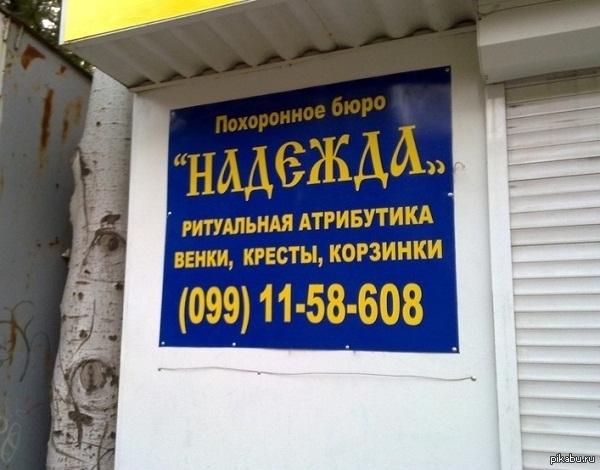 Похоронное бюро
“НАДЕЖДА„
РИТУАЛЬНАЯ АТРИБУТИКА
ВЕНКИ, КРЕСТЫ, КОРЗИНКИ
(099) 11-58-608
pikabu.ru